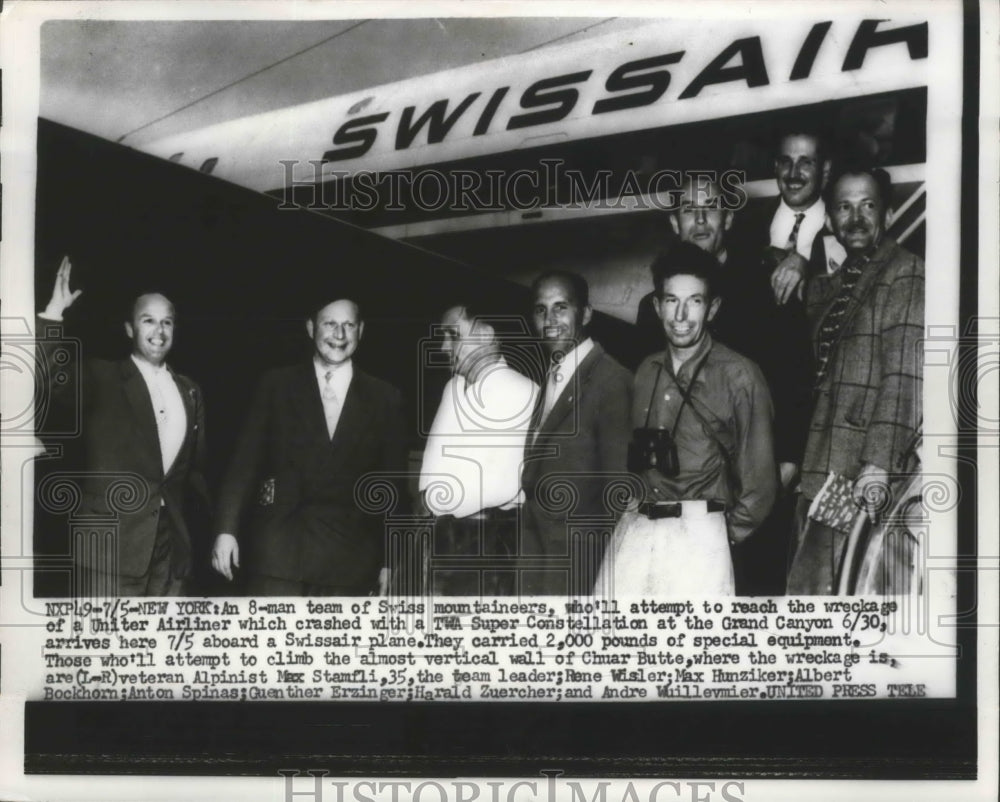 SWISSAIR
HISTORIC IMAGES
NXP49-7/5-NEW YORK:An 8-man team of Swiss mountaineers, who'll attempt to reach the wreckage
of a Uniter Airliner which crashed with a TWA Super Constellation at the Grand Canyon 6/30,
arrives here 7/5 aboard a Swissair plane.They carried 2,000 pounds of special equipment.
Those who'll attempt to climb the almost vertical wall of Chuar Butte,where the wreckage is,
are(L-R)veteran Alpinist Max Stamfli,35,the team leader;Rene Wisler;Max Hunziker;Albert
Bockhorn;Anton Spinas;Guenther Erzinger;Harald Zuercher;and Andre Wuillevmier.UNITED PRESS TELE
HISTORIC IMAGES